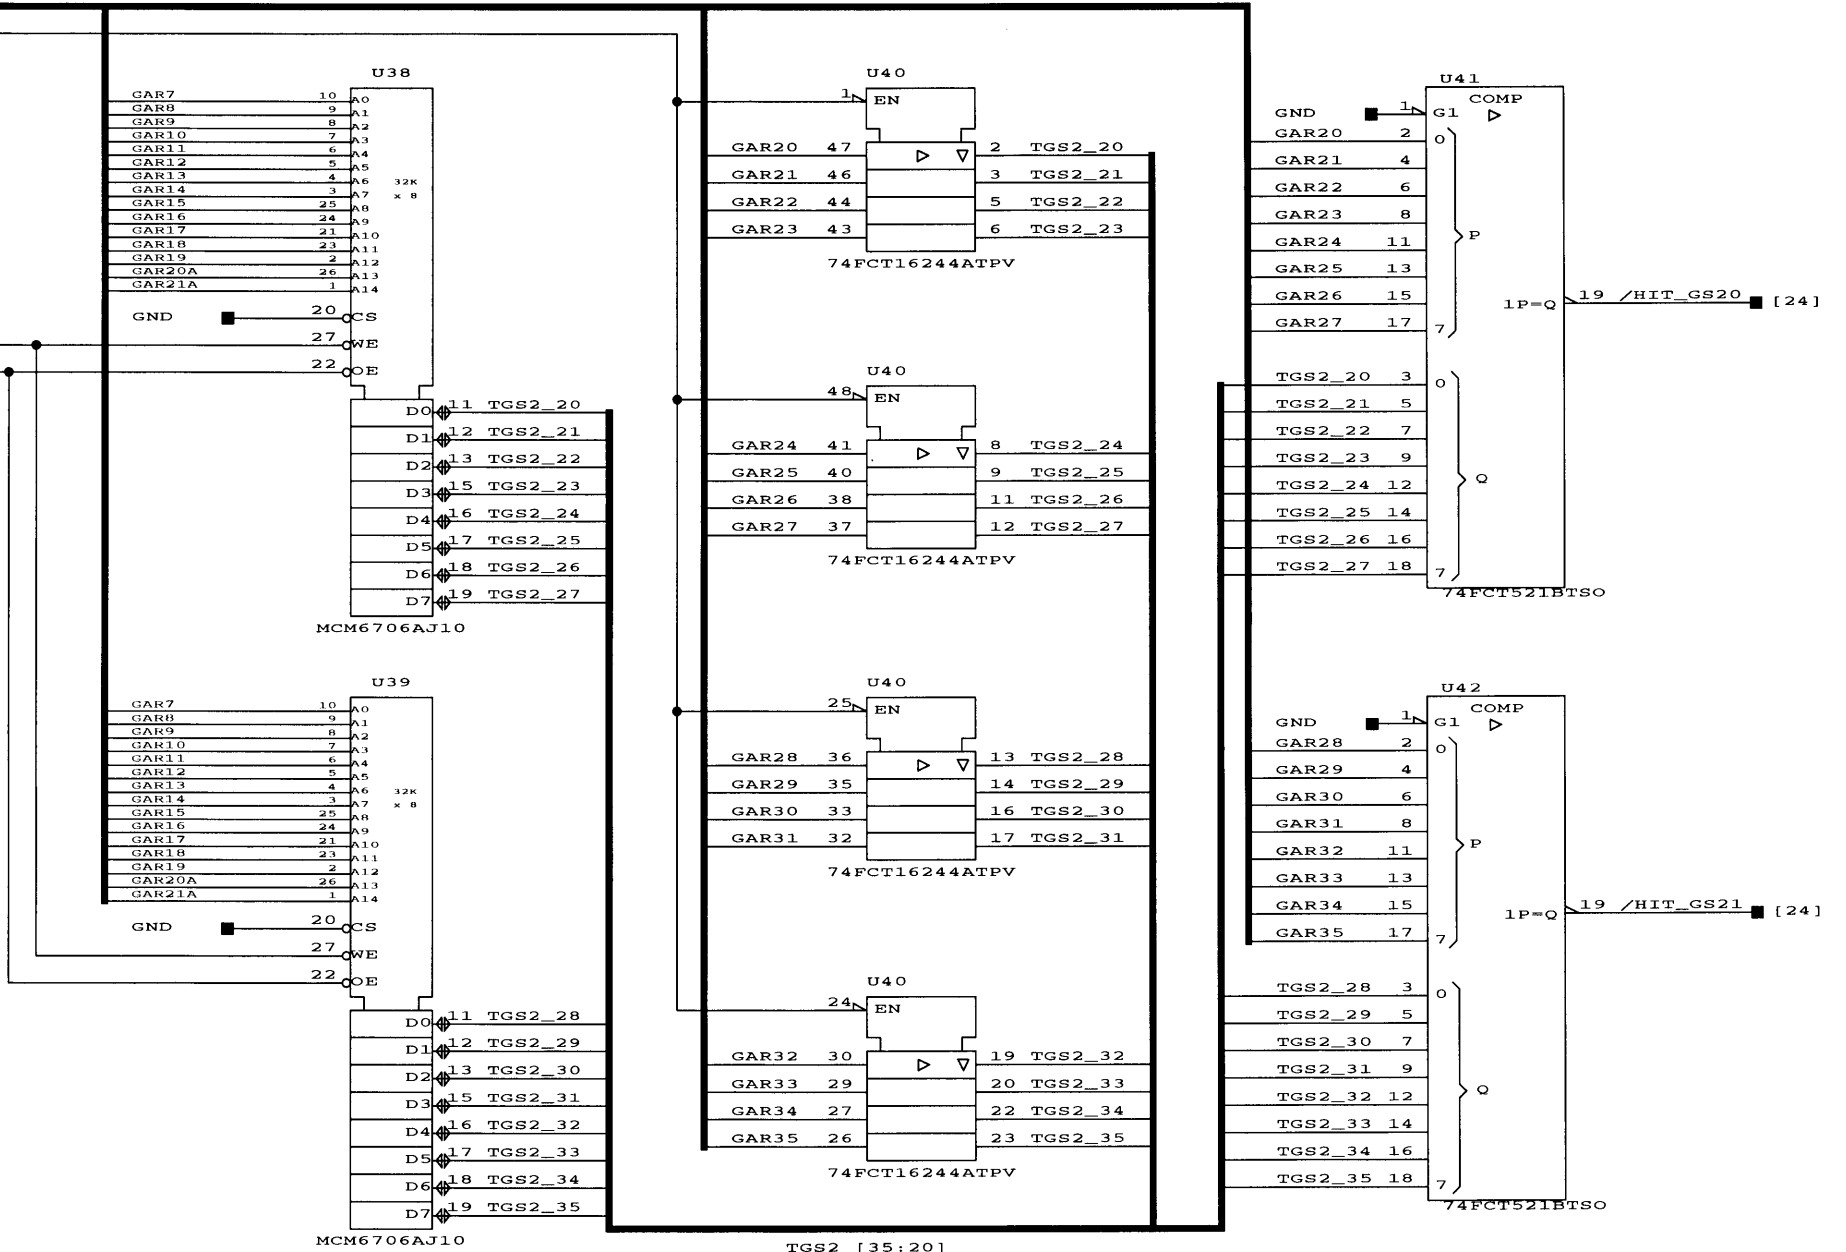 U38
GAR7 10 A0
GAR8 9 A1
GAR9 8 A2
GAR10 7 A3
GAR11 6 A4
GAR12 5 A5
GAR13 4 A6 32K
GAR14 3 A7 x 8
GAR15 25 A8
GAR16 24 A9
GAR17 21 A10
GAR18 23 A11
GAR19 2 A12
GAR20A 26 A13
GAR21A 1 A14
GND 20 CS
27 WE
22 OE
D0 11 TGS2_20
D1 12 TGS2_21
D2 13 TGS2_22
D3 15 TGS2_23
D4 16 TGS2_24
D5 17 TGS2_25
D6 18 TGS2_26
D7 19 TGS2_27
MCM6706AJ10
U39
GAR7 10 A0
GAR8 9 A1
GAR9 8 A2
GAR10 7 A3
GAR11 6 A4
GAR12 5 A5
GAR13 4 A6 32K
GAR14 3 A7 x 8
GAR15 25 A8
GAR16 24 A9
GAR17 21 A10
GAR18 23 A11
GAR19 2 A12
GAR20A 26 A13
GAR21A 1 A14
GND 20 CS
27 WE
22 OE
D0 11 TGS2_28
D1 12 TGS2_29
D2 13 TGS2_30
D3 15 TGS2_31
D4 16 TGS2_32
D5 17 TGS2_33
D6 18 TGS2_34
D7 19 TGS2_35
MCM6706AJ10
U40
1 EN
GAR20 47 2 TGS2_20
GAR21 46 3 TGS2_21
GAR22 44 5 TGS2_22
GAR23 43 6 TGS2_23
74FCT16244ATPV
U40
48 EN
GAR24 41 8 TGS2_24
GAR25 40 9 TGS2_25
GAR26 38 11 TGS2_26
GAR27 37 12 TGS2_27
74FCT16244ATPV
U40
25 EN
GAR28 36 13 TGS2_28
GAR29 35 14 TGS2_29
GAR30 33 16 TGS2_30
GAR31 32 17 TGS2_31
74FCT16244ATPV
U40
24 EN
GAR32 30 19 TGS2_32
GAR33 29 20 TGS2_33
GAR34 27 22 TGS2_34
GAR35 26 23 TGS2_35
74FCT16244ATPV
TGS2 [35:20]
U41
COMP
GND 1 G1
GAR20 2 0
GAR21 4
GAR22 6
GAR23 8
P
GAR24 11
GAR25 13
GAR26 15
1P=Q 19 /HIT_GS20 [24]
GAR27 17 7
TGS2_20 3 0
TGS2_21 5
TGS2_22 7
TGS2_23 9
Q
TGS2_24 12
TGS2_25 14
TGS2_26 16
TGS2_27 18 7
74FCT521BTSO
U42
COMP
GND 1 G1
GAR28 2 0
GAR29 4
GAR30 6
GAR31 8
P
GAR32 11
GAR33 13
GAR34 15
1P=Q 19 /HIT_GS21 [24]
GAR35 17 7
TGS2_28 3 0
TGS2_29 5
TGS2_30 7
TGS2_31 9
Q
TGS2_32 12
TGS2_33 14
TGS2_34 16
TGS2_35 18 7
74FCT521BTSO